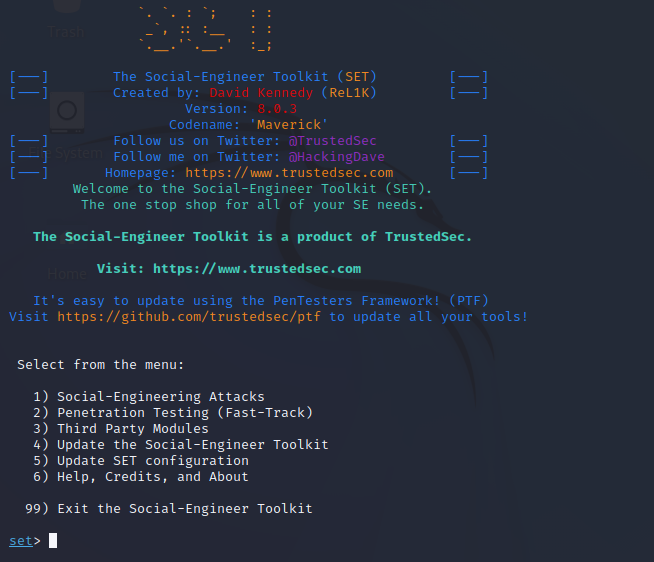 `. `. : `;    : :
_`, :: :__   : :
`.__.'`.__.'  :_;
[---]        The Social-Engineer Toolkit (SET)         [---]
[---]        Created by: David Kennedy (ReL1K)         [---]
Version: 8.0.3
Codename: 'Maverick'
[---]        Follow us on Twitter: @TrustedSec         [---]
[---]        Follow me on Twitter: @HackingDave        [---]
[---]       Homepage: https://www.trustedsec.com       [---]
Welcome to the Social-Engineer Toolkit (SET).
The one stop shop for all of your SE needs.
The Social-Engineer Toolkit is a product of TrustedSec.
Visit: https://www.trustedsec.com
It's easy to update using the PenTesters Framework! (PTF)
Visit https://github.com/trustedsec/ptf to update all your tools!
Select from the menu:
1) Social-Engineering Attacks
2) Penetration Testing (Fast-Track)
3) Third Party Modules
4) Update the Social-Engineer Toolkit
5) Update SET configuration
6) Help, Credits, and About
99) Exit the Social-Engineer Toolkit
set>
Trash
System
Home